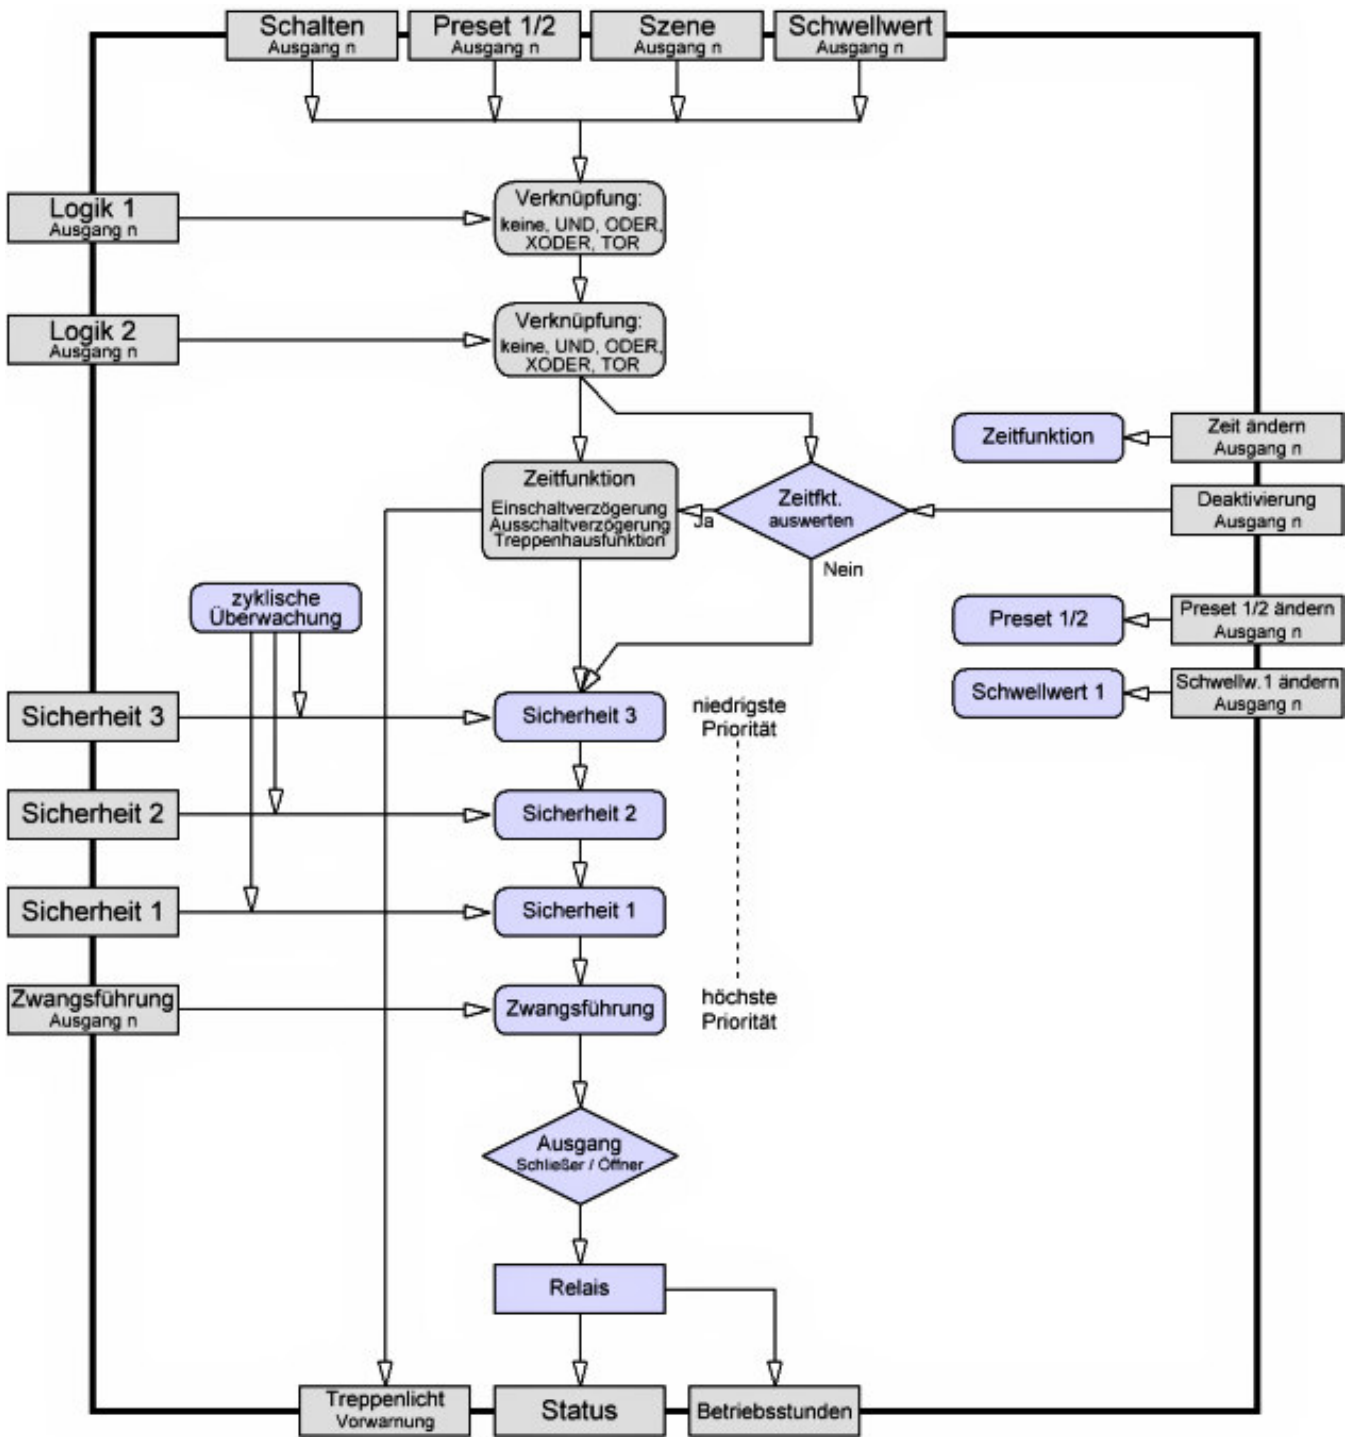 Schalten
Ausgang n
Preset 1/2
Ausgang n
Szene
Ausgang n
Schwellwert
Ausgang n
Logik 1
Ausgang n
Verknüpfung:
keine, UND, ODER,
XODER, TOR
Logik 2
Ausgang n
Verknüpfung:
keine, UND, ODER,
XODER, TOR
Zeitfunktion
Zeit ändern
Ausgang n
Zeitfunktion
Einschaltverzögerung
Ausschaltverzögerung
Treppenhausfunktion
Ja
Zeitfkt.
auswerten
Nein
Deaktivierung
Ausgang n
zyklische
Überwachung
Preset 1/2
Preset 1/2 ändern
Ausgang n
Schwellwert 1
Schwellw.1 ändern
Ausgang n
Sicherheit 3
Sicherheit 3
niedrigste
Priorität
Sicherheit 2
Sicherheit 2
Sicherheit 1
Sicherheit 1
Zwangsführung
Ausgang n
Zwangsführung
höchste
Priorität
Ausgang
Schließer / Öffner
Relais
Treppenlicht
Vorwarnung
Status
Betriebsstunden